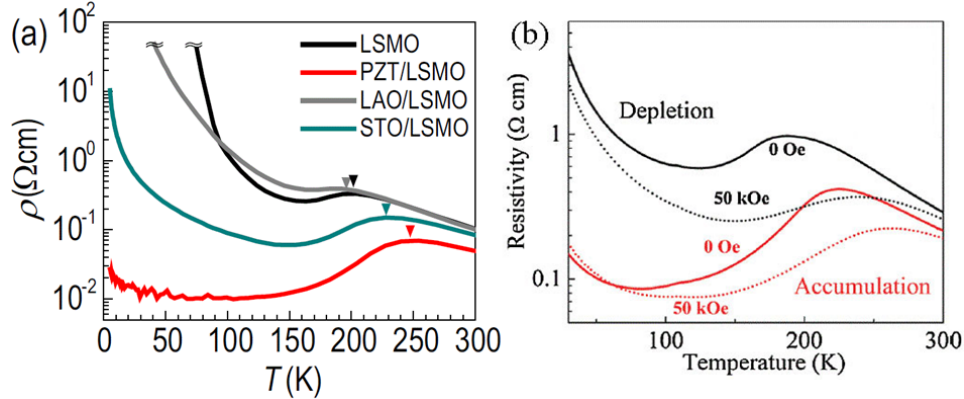 (a)
10²
10¹
10⁰
10⁻¹
10⁻²
ρ(Ωcm)
LSMO
PZT/LSMO
LAO/LSMO
STO/LSMO
0 50 100 150 200 250 300
T(K)
(b)
Resistivity (Ω cm)
1
0.1
Depletion
0 Oe
50 kOe
0 Oe
Accumulation
50 kOe
100 200 300
Temperature (K)